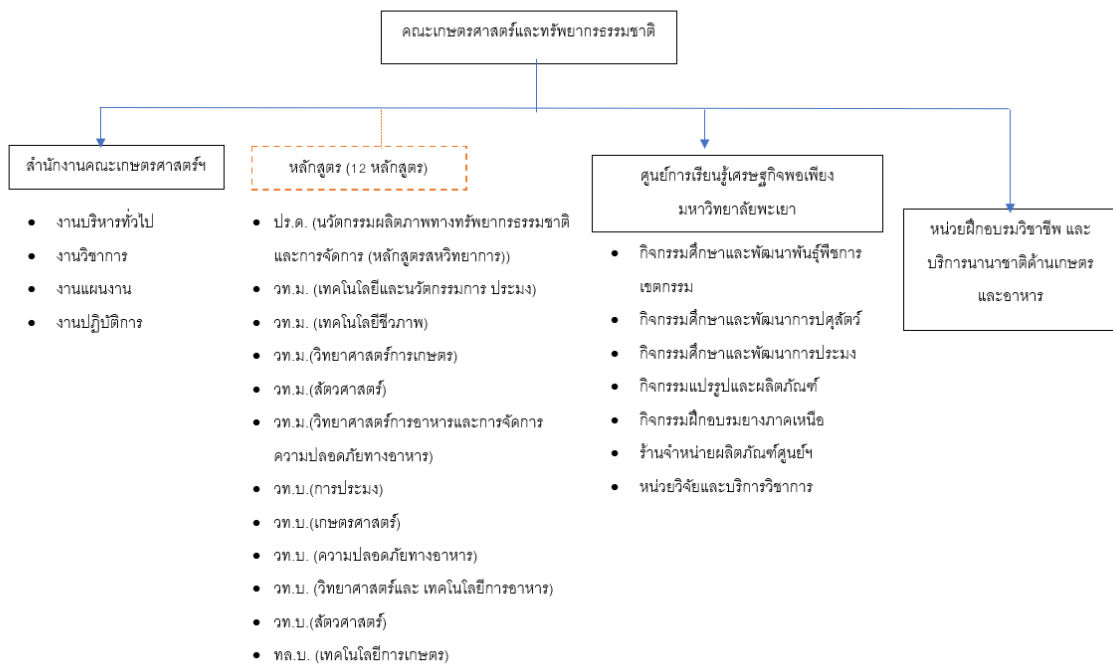 คณะเกษตรศาสตร์และทรัพยากรธรรมชาติ
สำนักงานคณะเกษตรศาสตร์ฯ
• งานบริหารทั่วไป
• งานวิชาการ
• งานแผนงาน
• งานปฏิบัติการ
หลักสูตร (12 หลักสูตร)
• ปร.ด. (นวัตกรรมผลิตภาพทางทรัพยากรธรรมชาติ
และการจัดการ (หลักสูตรสหวิทยาการ))
• วท.ม. (เทคโนโลยีและนวัตกรรมการ ประมง)
• วท.ม. (เทคโนโลยีชีวภาพ)
• วท.ม.(วิทยาศาสตร์การเกษตร)
• วท.ม.(สัตวศาสตร์)
• วท.ม.(วิทยาศาสตร์การอาหารและการจัดการ
ความปลอดภัยทางอาหาร)
• วท.บ.(การประมง)
• วท.บ.(เกษตรศาสตร์)
• วท.บ. (ความปลอดภัยทางอาหาร)
• วท.บ. (วิทยาศาสตร์และ เทคโนโลยีการอาหาร)
• วท.บ.(สัตวศาสตร์)
• ทล.บ. (เทคโนโลยีการเกษตร)
ศูนย์การเรียนรู้เศรษฐกิจพอเพียง
มหาวิทยาลัยพะเยา
• กิจกรรมศึกษาและพัฒนาพันธุ์พืชการ
เขตกรรม
• กิจกรรมศึกษาและพัฒนาการปศุสัตว์
• กิจกรรมศึกษาและพัฒนาการประมง
• กิจกรรมแปรรูปและผลิตภัณฑ์
• กิจกรรมฝึกอบรมยางภาคเหนือ
• ร้านจำหน่ายผลิตภัณฑ์ศูนย์ฯ
• หน่วยวิจัยและบริการวิชาการ
หน่วยฝึกอบรมวิชาชีพ และ
บริการนานาชาติด้านเกษตร
และอาหาร